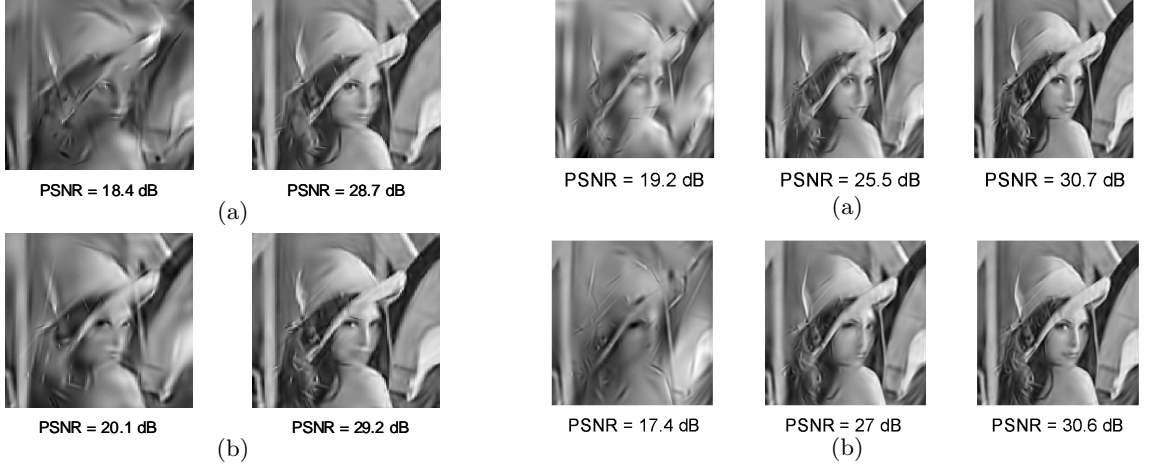 PSNR = 18.4 dB
PSNR = 28.7 dB
(a)
PSNR = 20.1 dB
PSNR = 29.2 dB
(b)
PSNR = 19.2 dB
PSNR = 25.5 dB
PSNR = 30.7 dB
(a)
PSNR = 17.4 dB
PSNR = 27 dB
PSNR = 30.6 dB
(b)